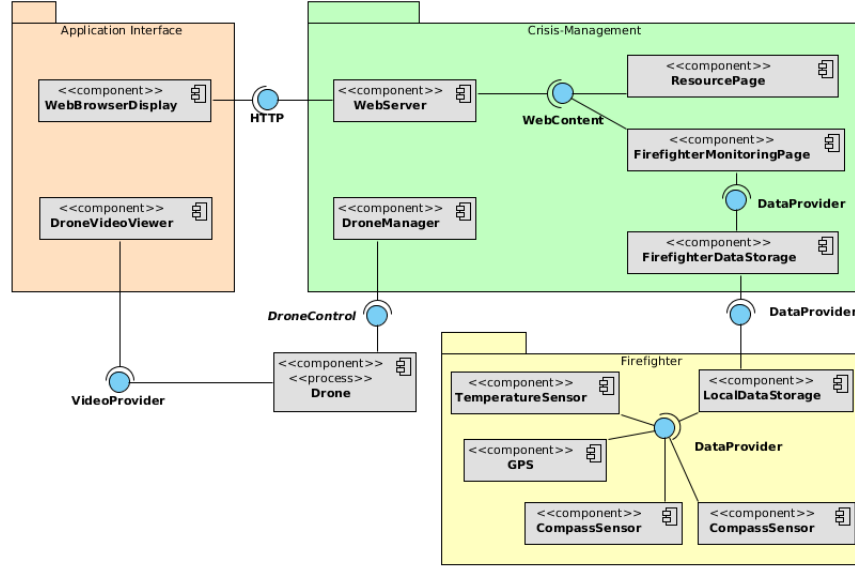 Application Interface
Crisis-Management
<<component>>
WebBrowserDisplay
HTTP
<<component>>
WebServer
WebContent
<<component>>
ResourcePage
<<component>>
FirefighterMonitoringPage
<<component>>
DroneVideoViewer
<<component>>
DroneManager
DataProvider
<<component>>
FirefighterDataStorage
DroneControl
DataProvider
<<component>>
<<process>>
Drone
VideoProvider
Firefighter
<<component>>
TemperatureSensor
<<component>>
LocalDataStorage
<<component>>
GPS
DataProvider
<<component>>
CompassSensor
<<component>>
CompassSensor